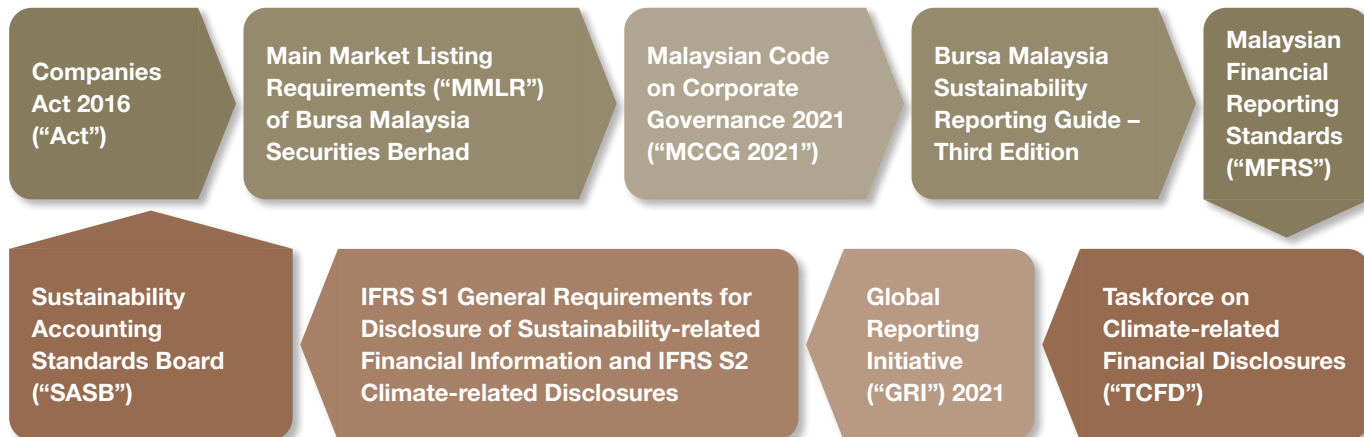 Companies
Act 2016
(“Act”)
Main Market Listing
Requirements (“MMLR”)
of Bursa Malaysia
Securities Berhad
Malaysian Code
on Corporate
Governance 2021
(“MCCG 2021”)
Bursa Malaysia
Sustainability
Reporting Guide –
Third Edition
Malaysian
Financial
Reporting
Standards
(“MFRS”)
Taskforce on
Climate-related
Financial Disclosures
(“TCFD”)
Global
Reporting
Initiative
(“GRI”) 2021
IFRS S1 General Requirements for
Disclosure of Sustainability-related
Financial Information and IFRS S2
Climate-related Disclosures
Sustainability
Accounting
Standards Board
(“SASB”)